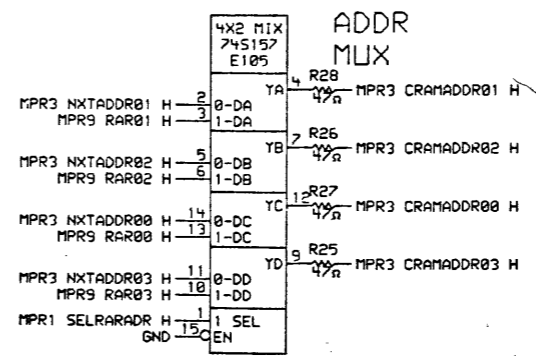 ADDR
MUX
4X2 MIX
74S157
E105
MPR3 NXTADDR01 H 2 0-DA YA 4 R28 47Ω MPR3 CRAMADDR01 H
MPR9 RAR01 H 3 1-DA
MPR3 NXTADDR02 H 5 0-DB YB 7 R26 47Ω MPR3 CRAMADDR02 H
MPR9 RAR02 H 6 1-DB
MPR3 NXTADDR00 H 14 0-DC YC 12 R27 47Ω MPR3 CRAMADDR00 H
MPR9 RAR00 H 13 1-DC
MPR3 NXTADDR03 H 11 0-DD YD 9 R25 47Ω MPR3 CRAMADDR03 H
MPR9 RAR03 H 10 1-DD
MPR1 SELRARADR H 1 1 SEL
GND 15 EN